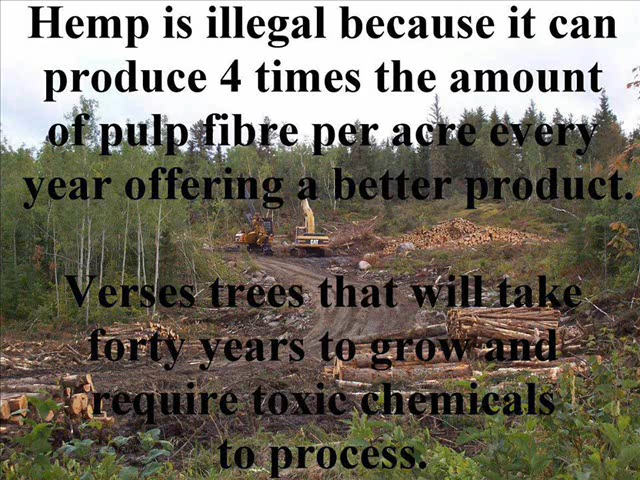 Hemp is illegal because it can
produce 4 times the amount
of pulp fibre per acre every
year offering a better product.
CAT
Verses trees that will take
forty years to grow and
require toxic chemicals
to process.